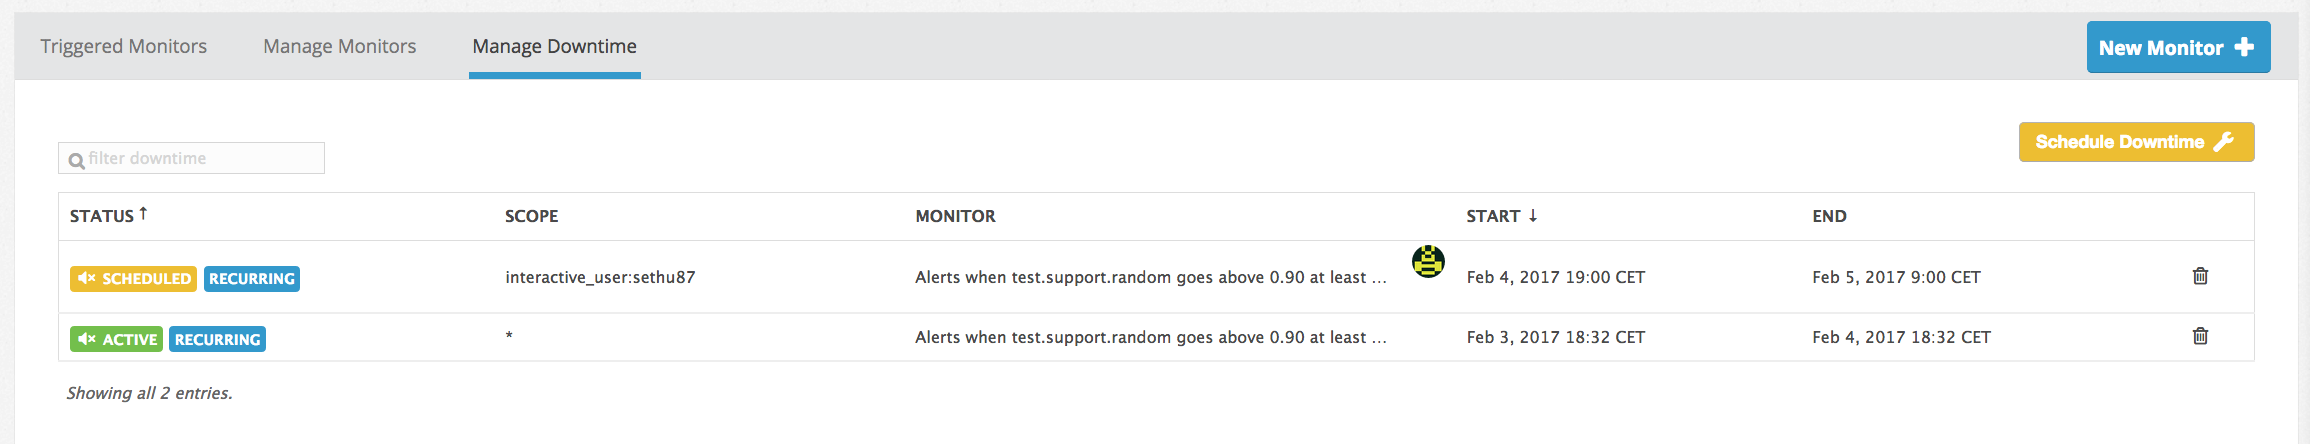 Triggered Monitors Manage Monitors Manage Downtime New Monitor
Schedule Downtime
filter downtime
STATUS SCOPE MONITOR START END
SCHEDULED RECURRING interactive_user:sethu87 Alerts when test.support.random goes above 0.90 at least ... Feb 4, 2017 19:00 CET Feb 5, 2017 9:00 CET
ACTIVE RECURRING * Alerts when test.support.random goes above 0.90 at least ... Feb 3, 2017 18:32 CET Feb 4, 2017 18:32 CET
Showing all 2 entries.